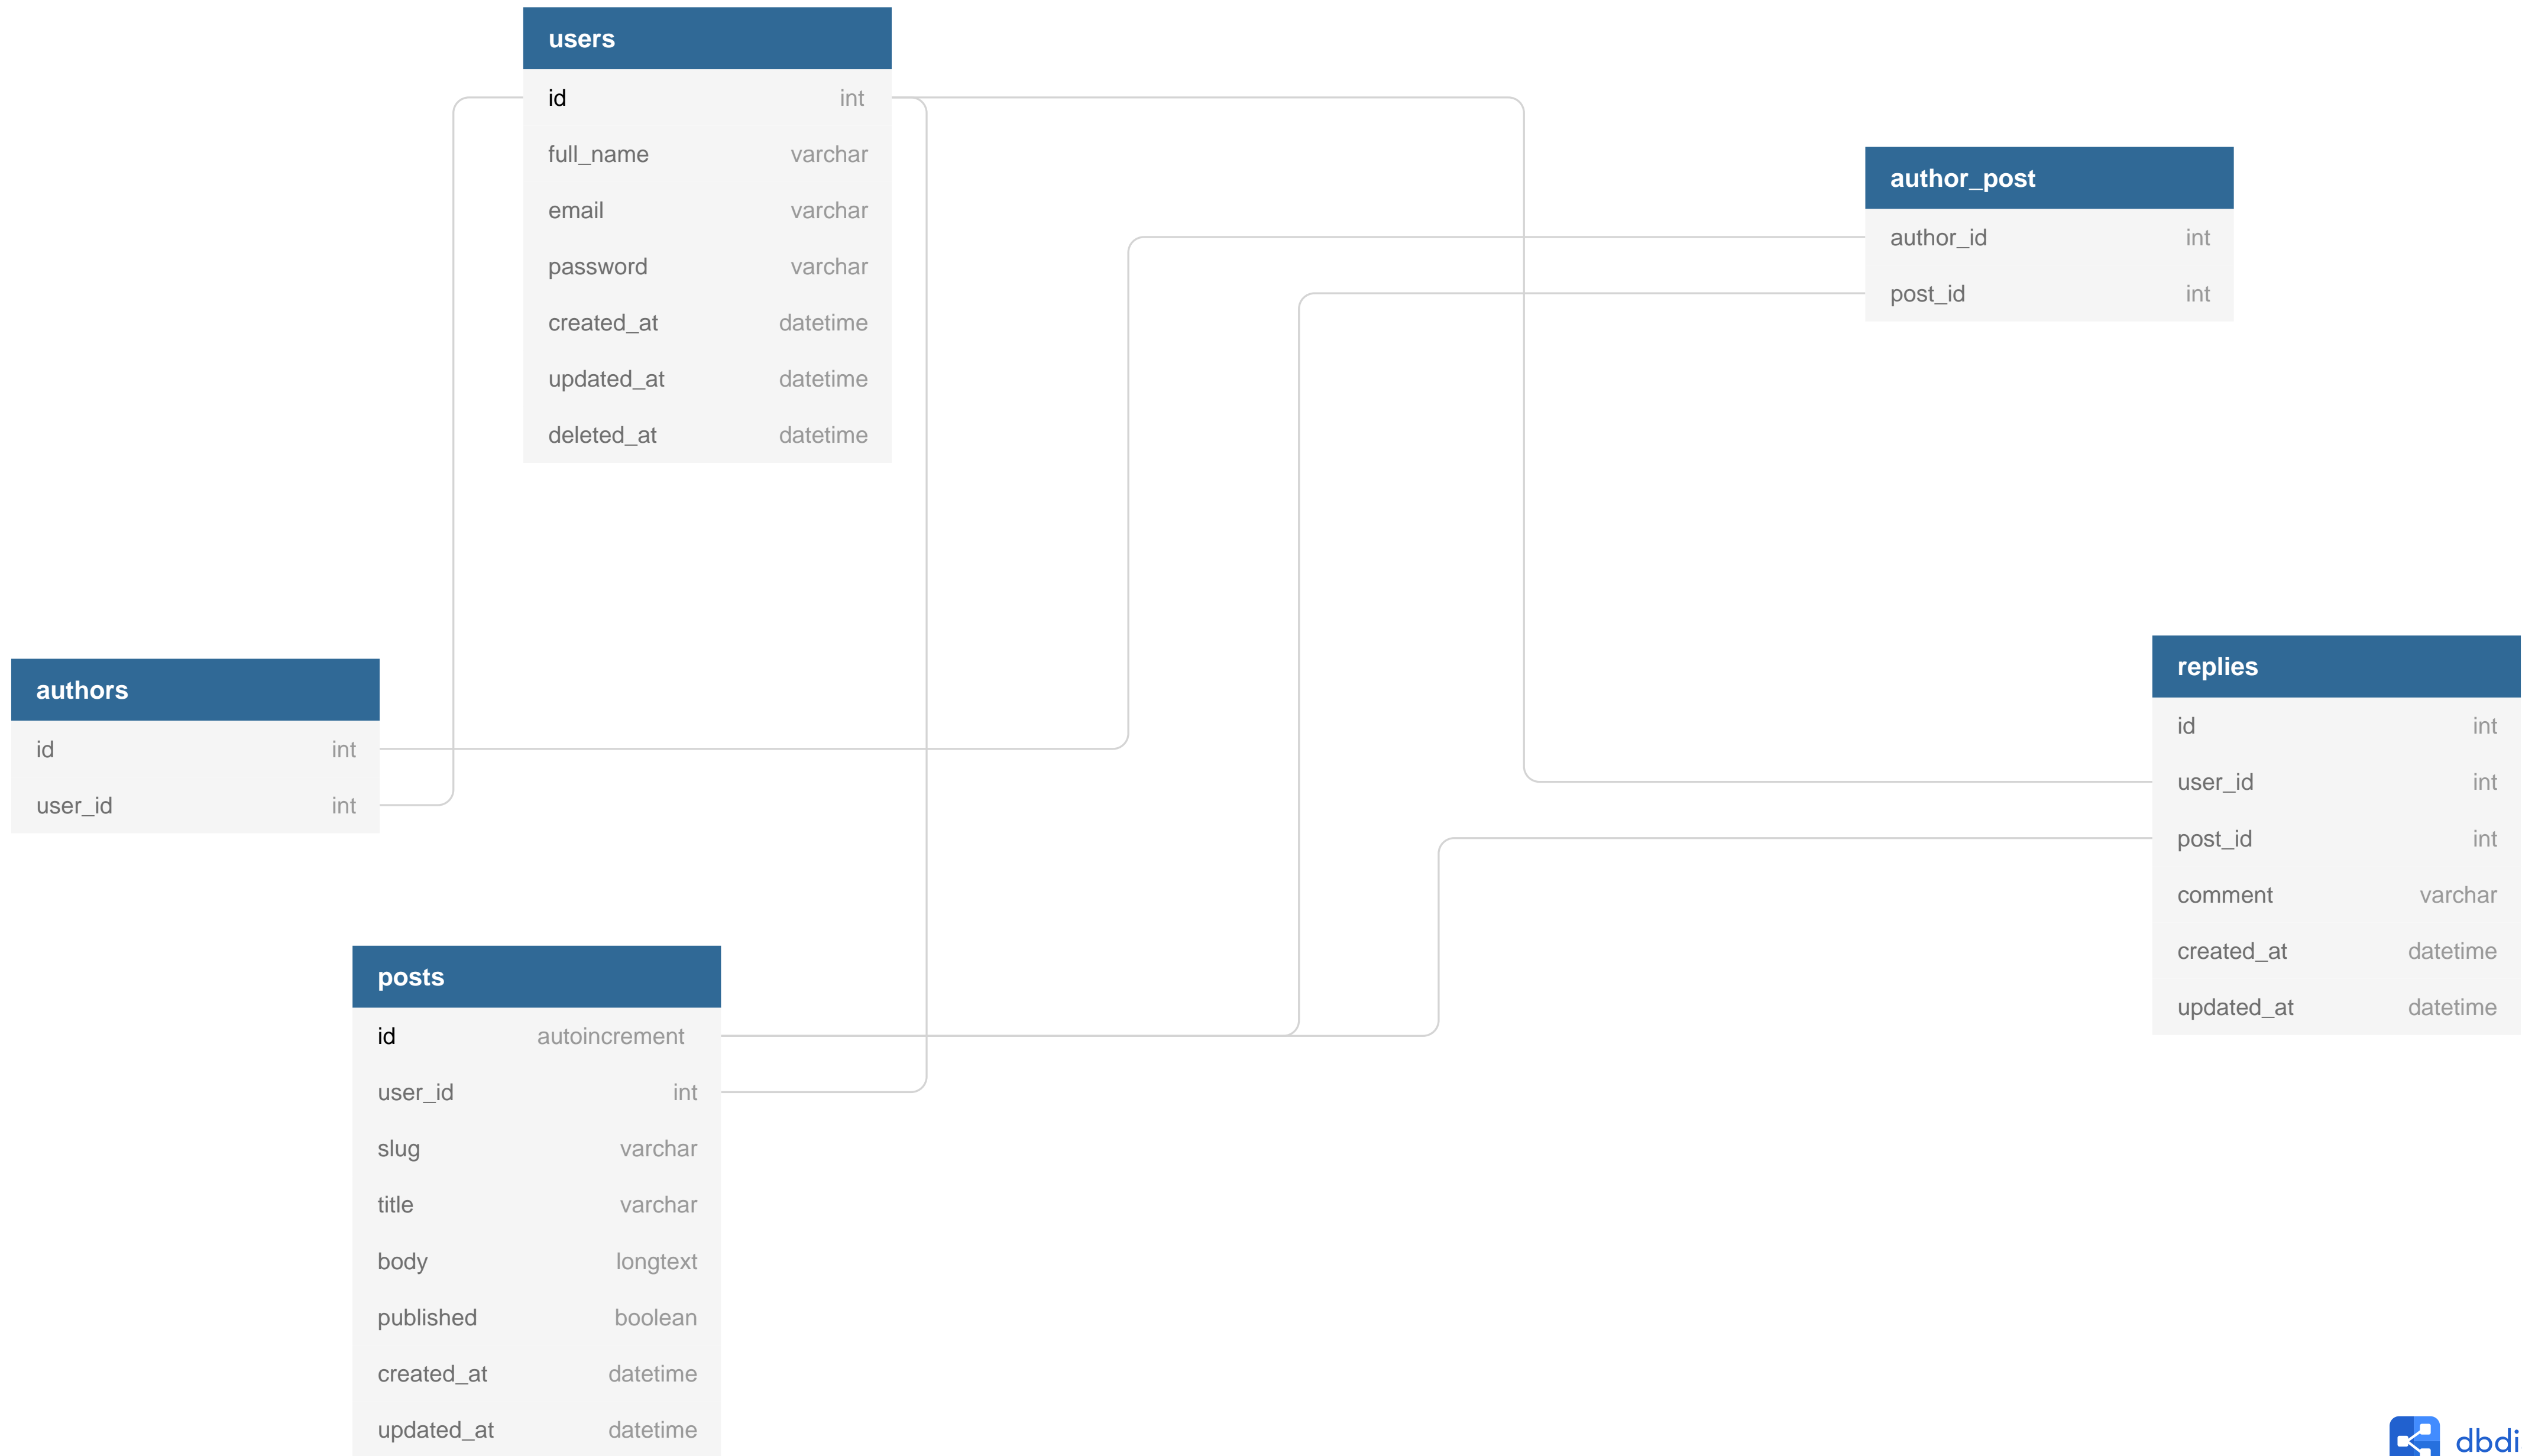 users
id int
full_name varchar
email varchar
password varchar
created_at datetime
updated_at datetime
deleted_at datetime
author_post
author_id int
post_id int
authors
id int
user_id int
replies
id int
user_id int
post_id int
comment varchar
created_at datetime
updated_at datetime
posts
id autoincrement
user_id int
slug varchar
title varchar
body longtext
published boolean
created_at datetime
updated_at datetime
dbdi